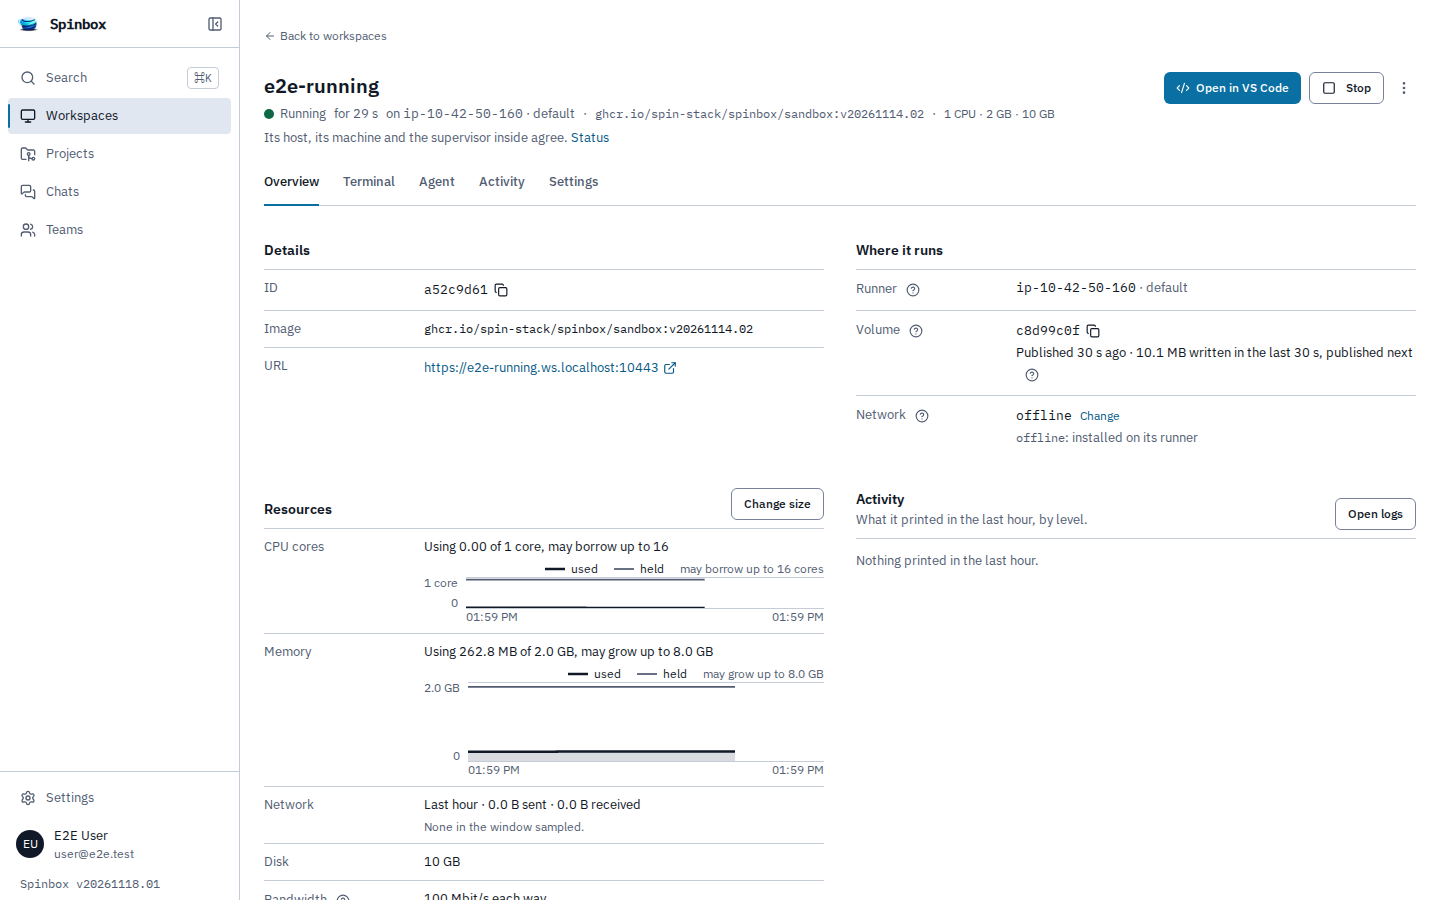 Spinbox
Search ⌘K
Workspaces
Projects
Chats
Teams
Settings
EU
E2E User
user@e2e.test
Spinbox v20261118.01
← Back to workspaces
e2e-running
Running for 29 s on ip-10-42-50-160 · default · ghcr.io/spin-stack/spinbox/sandbox:v20261114.02 · 1 CPU · 2 GB · 10 GB
Its host, its machine and the supervisor inside agree. Status
Open in VS Code
Stop
Overview Terminal Agent Activity Settings
Details
ID a52c9d61
Image ghcr.io/spin-stack/spinbox/sandbox:v20261114.02
URL https://e2e-running.ws.localhost:10443
Where it runs
Runner ip-10-42-50-160 · default
Volume c8d99c0f
Published 30 s ago · 10.1 MB written in the last 30 s, published next
Network offline Change
offline: installed on its runner
Resources
Change size
CPU cores Using 0.00 of 1 core, may borrow up to 16
used held may borrow up to 16 cores
1 core
0
01:59 PM 01:59 PM
Memory Using 262.8 MB of 2.0 GB, may grow up to 8.0 GB
used held may grow up to 8.0 GB
2.0 GB
0
01:59 PM 01:59 PM
Network Last hour · 0.0 B sent · 0.0 B received
None in the window sampled.
Disk 10 GB
Bandwidth 100 Mbit/s each way
Activity
What it printed in the last hour, by level.
Open logs
Nothing printed in the last hour.